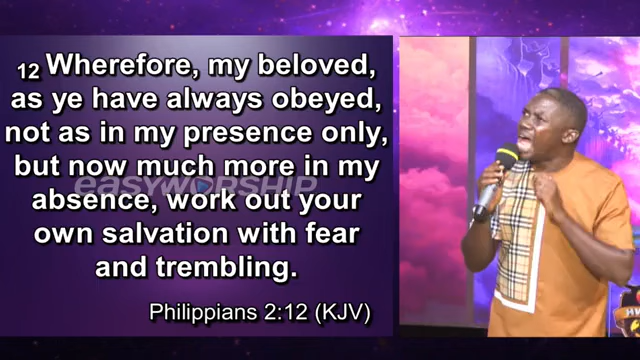 12 Wherefore, my beloved,
as ye have always obeyed,
not as in my presence only,
but now much more in my
easyworship
absence, work out your
own salvation with fear
and trembling.
Philippians 2:12 (KJV)